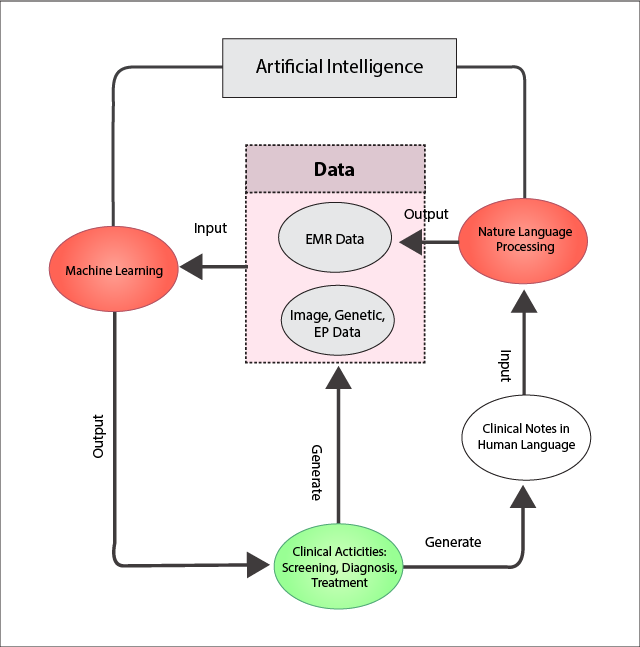 Artificial Intelligence
Data
Input
EMR Data
Output
Nature Language
Processing
Machine Learning
Image, Genetic,
EP Data
Input
Clinical Notes in
Human Language
Output
Generate
Generate
Clinical Acticities:
Screening, Diagnosis,
Treatment